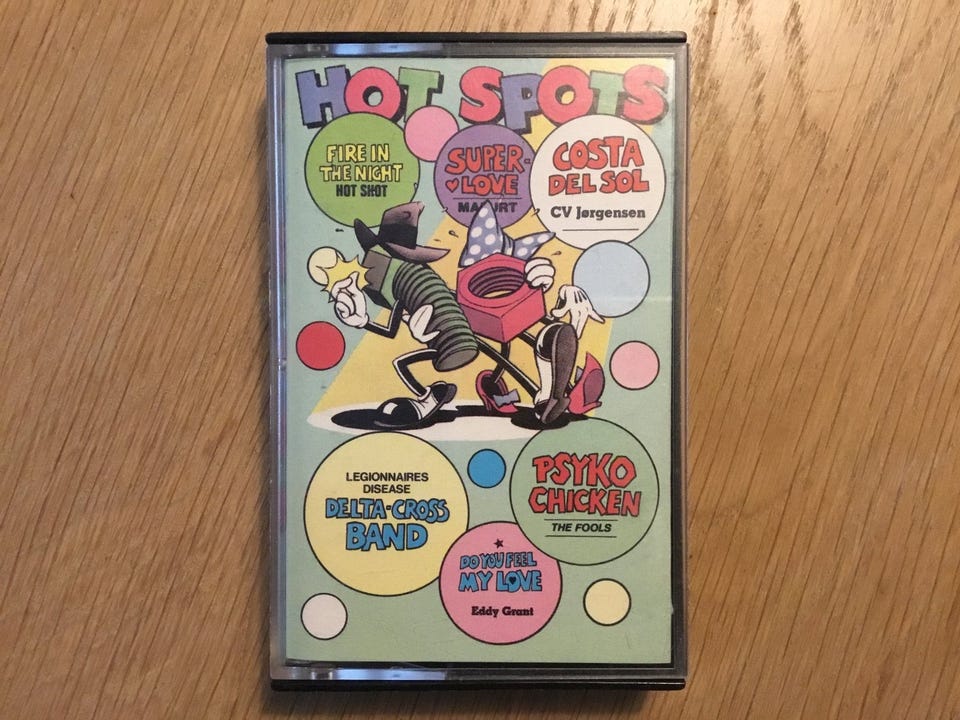 HOT SPOTS
FIRE IN
THE NIGHT
HOT SHOT
SUPER-
LOVE
COSTA
DEL SOL
CV Jørgensen
LEGIONNAIRES
DISEASE
DELTA-CROSS
BAND
PSYKO
CHICKEN
THE FOOLS
DO YOU FEEL
MY LOVE
Eddy Grant